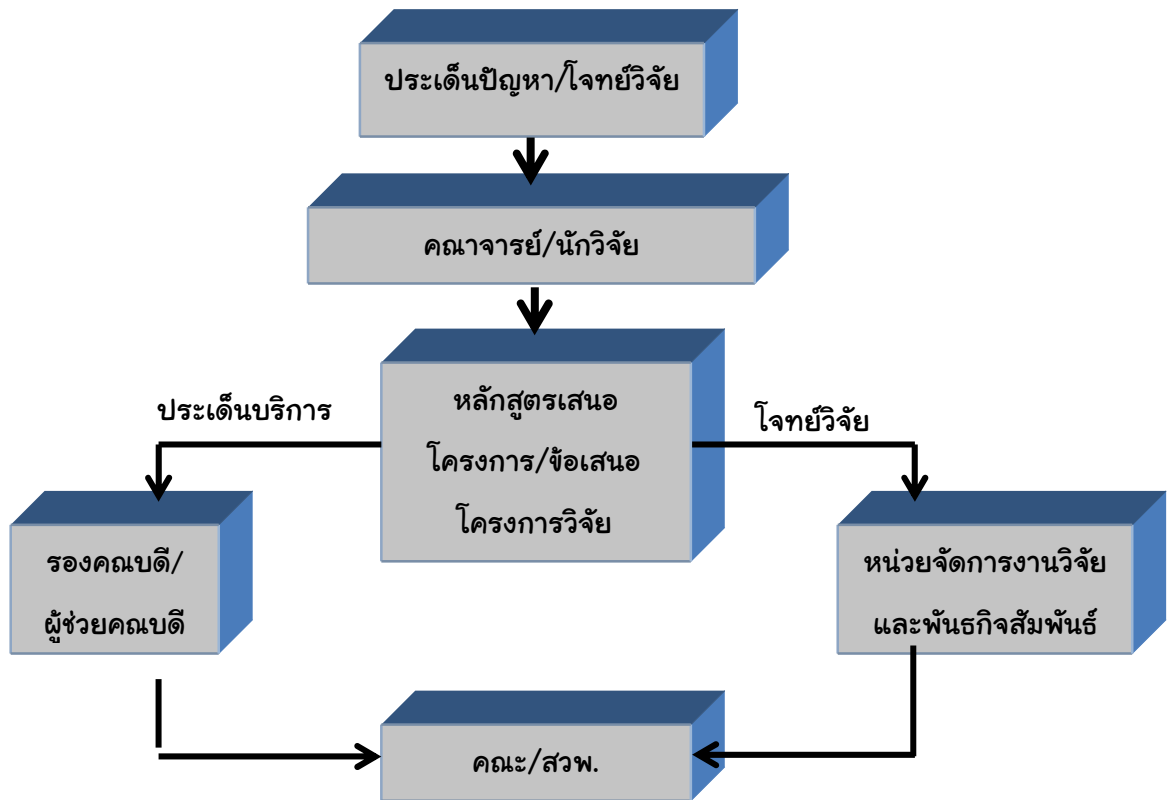 ประเด็นปัญหา/โจทย์วิจัย
คณาจารย์/นักวิจัย
หลักสูตรเสนอ
โครงการ/ข้อเสนอ
โครงการวิจัย
ประเด็นบริการ
โจทย์วิจัย
รองคณบดี/
ผู้ช่วยคณบดี
หน่วยจัดการงานวิจัย
และพันธกิจสัมพันธ์
คณะ/สวพ.